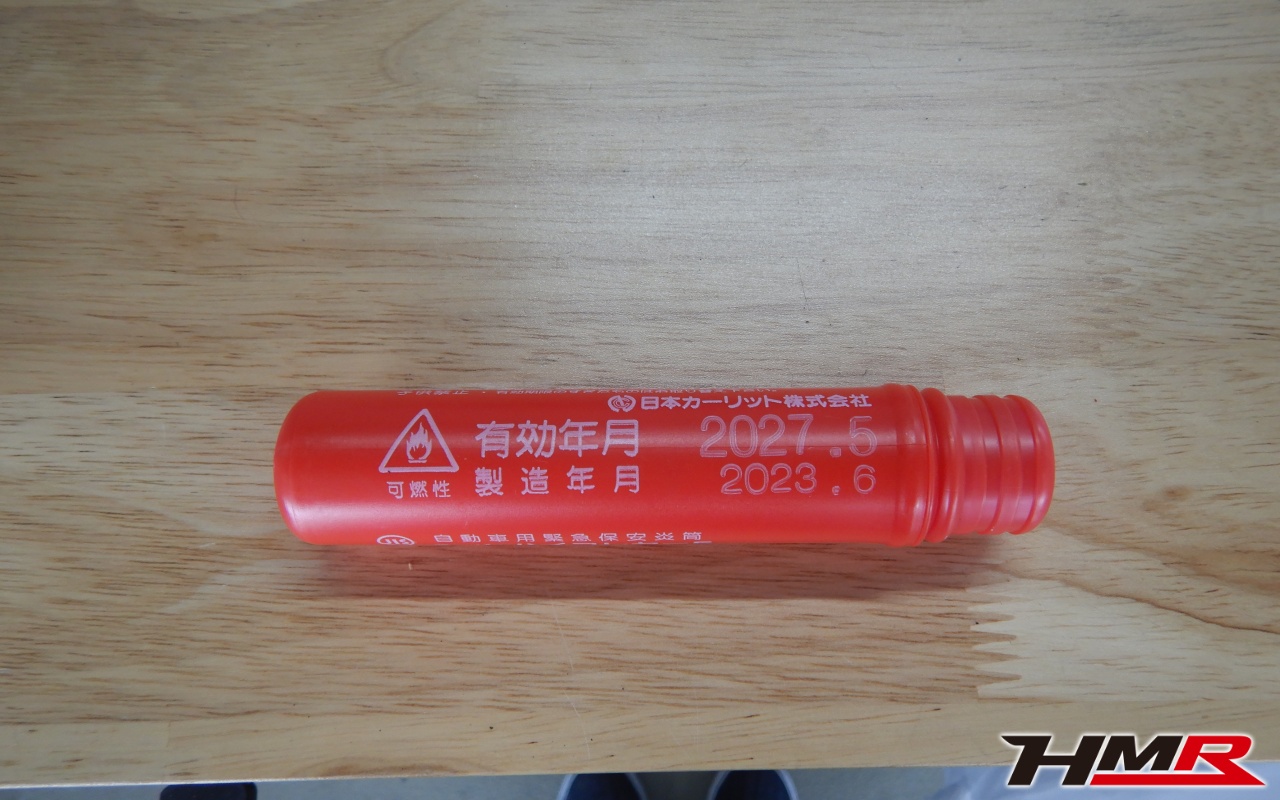 日本カーリット株式会社
有効年月 2027.5
製造年月 2023.6
可燃性
JIS 自動車用緊急保安炎筒
HMR